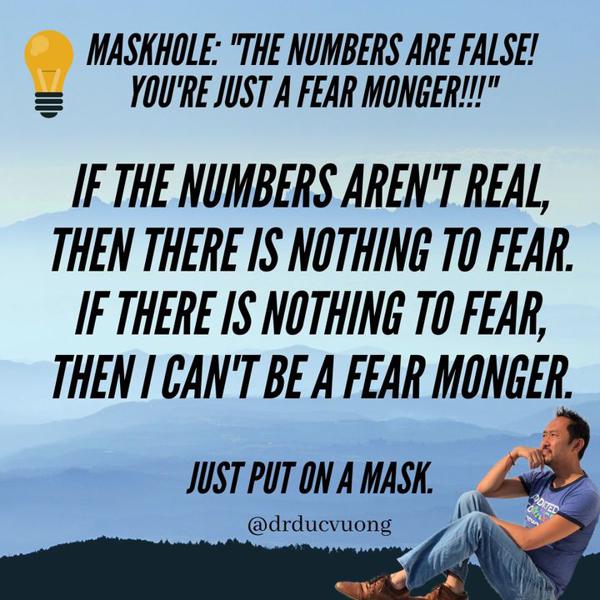 MASKHOLE: "THE NUMBERS ARE FALSE!
YOU'RE JUST A FEAR MONGER!!!"
IF THE NUMBERS AREN'T REAL,
THEN THERE IS NOTHING TO FEAR.
IF THERE IS NOTHING TO FEAR,
THEN I CAN'T BE A FEAR MONGER.
JUST PUT ON A MASK.
@drducvuong